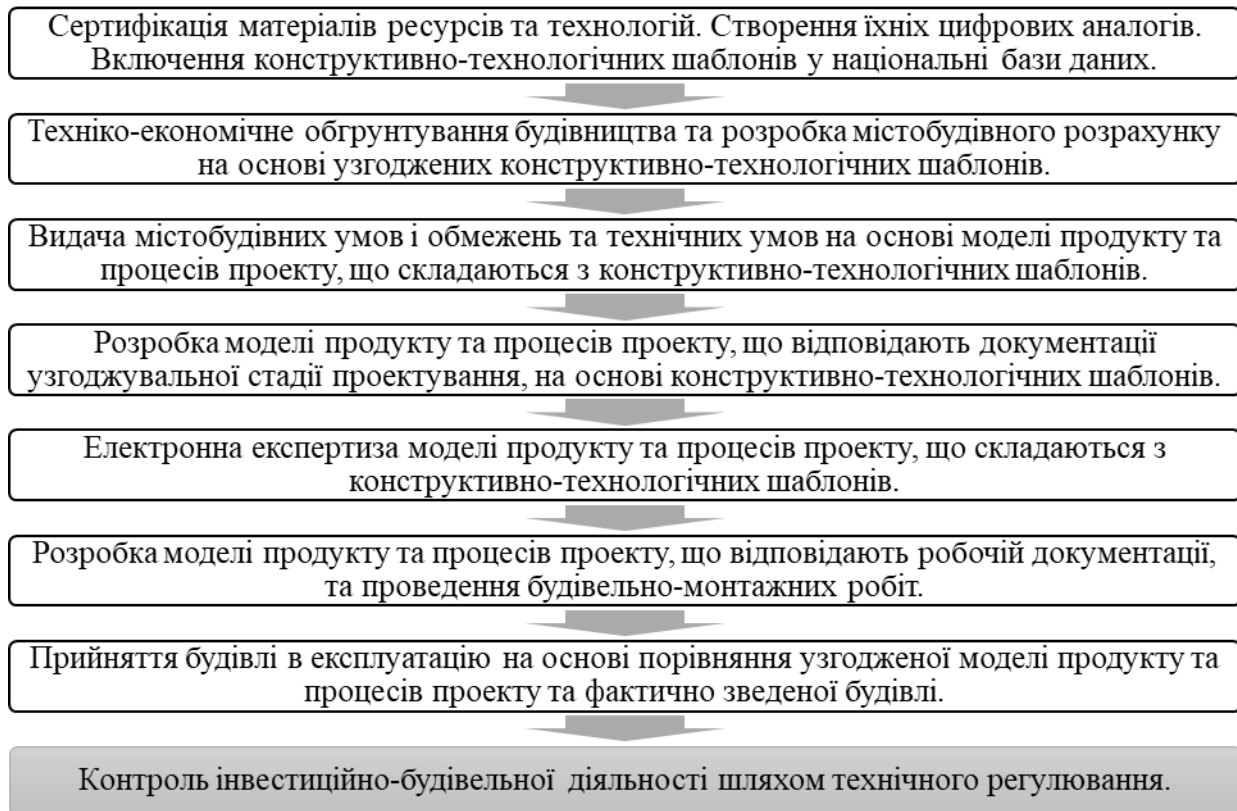 Сертифікація матеріалів ресурсів та технологій. Створення їхніх цифрових аналогів.
Включення конструктивно-технологічних шаблонів у національні бази даних.
Техніко-економічне обгрунтування будівництва та розробка містобудівного розрахунку
на основі узгоджених конструктивно-технологічних шаблонів.
Видача містобудівних умов і обмежень та технічних умов на основі моделі продукту та
процесів проекту, що складаються з конструктивно-технологічних шаблонів.
Розробка моделі продукту та процесів проекту, що відповідають документації
узгоджувальної стадії проектування, на основі конструктивно-технологічних шаблонів.
Електронна експертиза моделі продукту та процесів проекту, що складаються з
конструктивно-технологічних шаблонів.
Розробка моделі продукту та процесів проекту, що відповідають робочій документації,
та проведення будівельно-монтажних робіт.
Прийняття будівлі в експлуатацію на основі порівняння узгодженої моделі продукту та
процесів проекту та фактично зведеної будівлі.
Контроль інвестиційно-будівельної діяльності шляхом технічного регулювання.